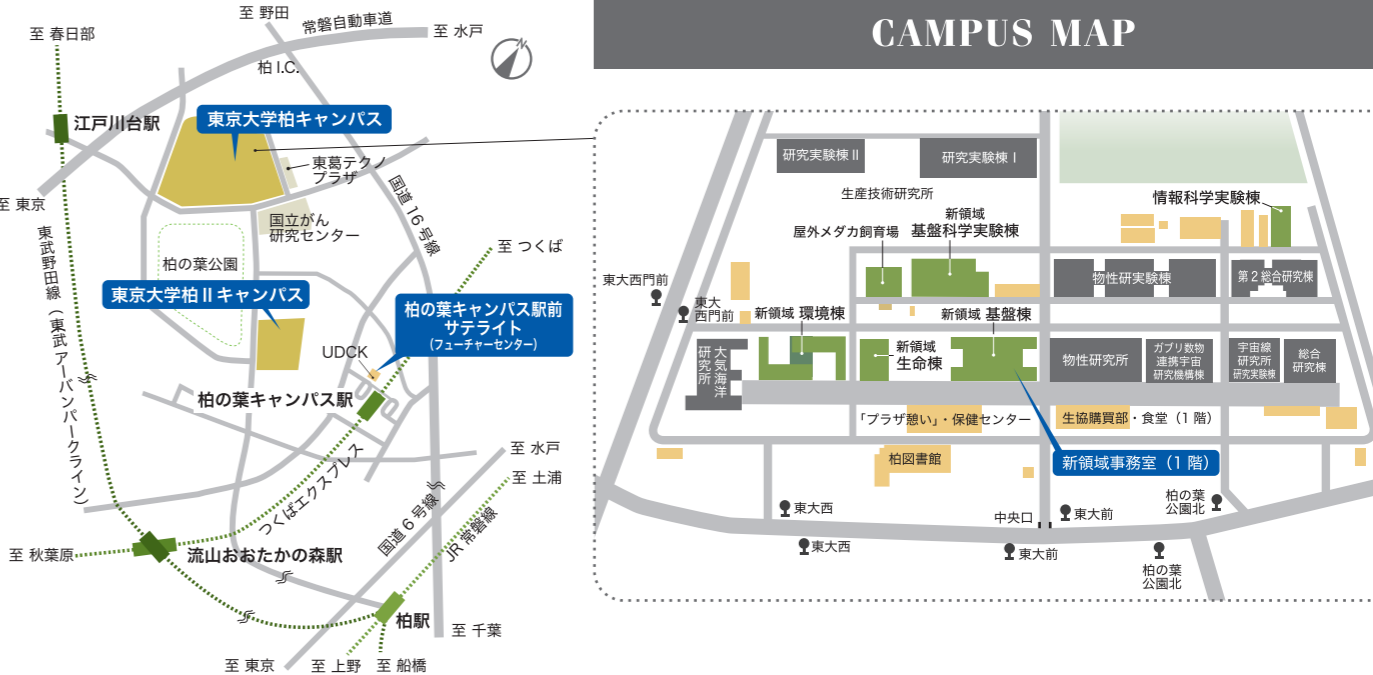 至 野田
常磐自動車道
至 水戸
至 春日部
柏 I.C.
N
江戸川台駅
東京大学柏キャンパス
東葛テクノ
プラザ
国道 16 号線
至 東京
国立がん
研究センター
東武野田線（東武 アーバンパークライン）
至 つくば
柏の葉公園
東京大学柏 II キャンパス
柏の葉キャンパス駅前
サテライト
（フューチャーセンター）
UDCK
柏の葉キャンパス駅
至 水戸
至 土浦
つくばエクスプレス
国道 6 号線
JR 常磐線
至 秋葉原
流山おおたかの森駅
柏駅
至 千葉
至 東京
至 上野
至 船橋
CAMPUS MAP
研究実験棟 II
研究実験棟 I
生産技術研究所
情報科学実験棟
新領域
基盤科学実験棟
屋外メダカ飼育場
東大西門前
東大
西門前
物性研実験棟
第 2 総合研究棟
新領域 環境棟
新領域 基盤棟
大気海洋
研究所
新領域
生命棟
物性研究所
カブリ数物
連携宇宙
研究機構棟
宇宙線
研究所
研究実験棟
総合
研究棟
「プラザ憩い」・保健センター
生協購買部・食堂（1 階）
柏図書館
新領域事務室（1 階）
東大西
中央口
東大前
柏の葉
公園北
東大西
東大前
柏の葉
公園北